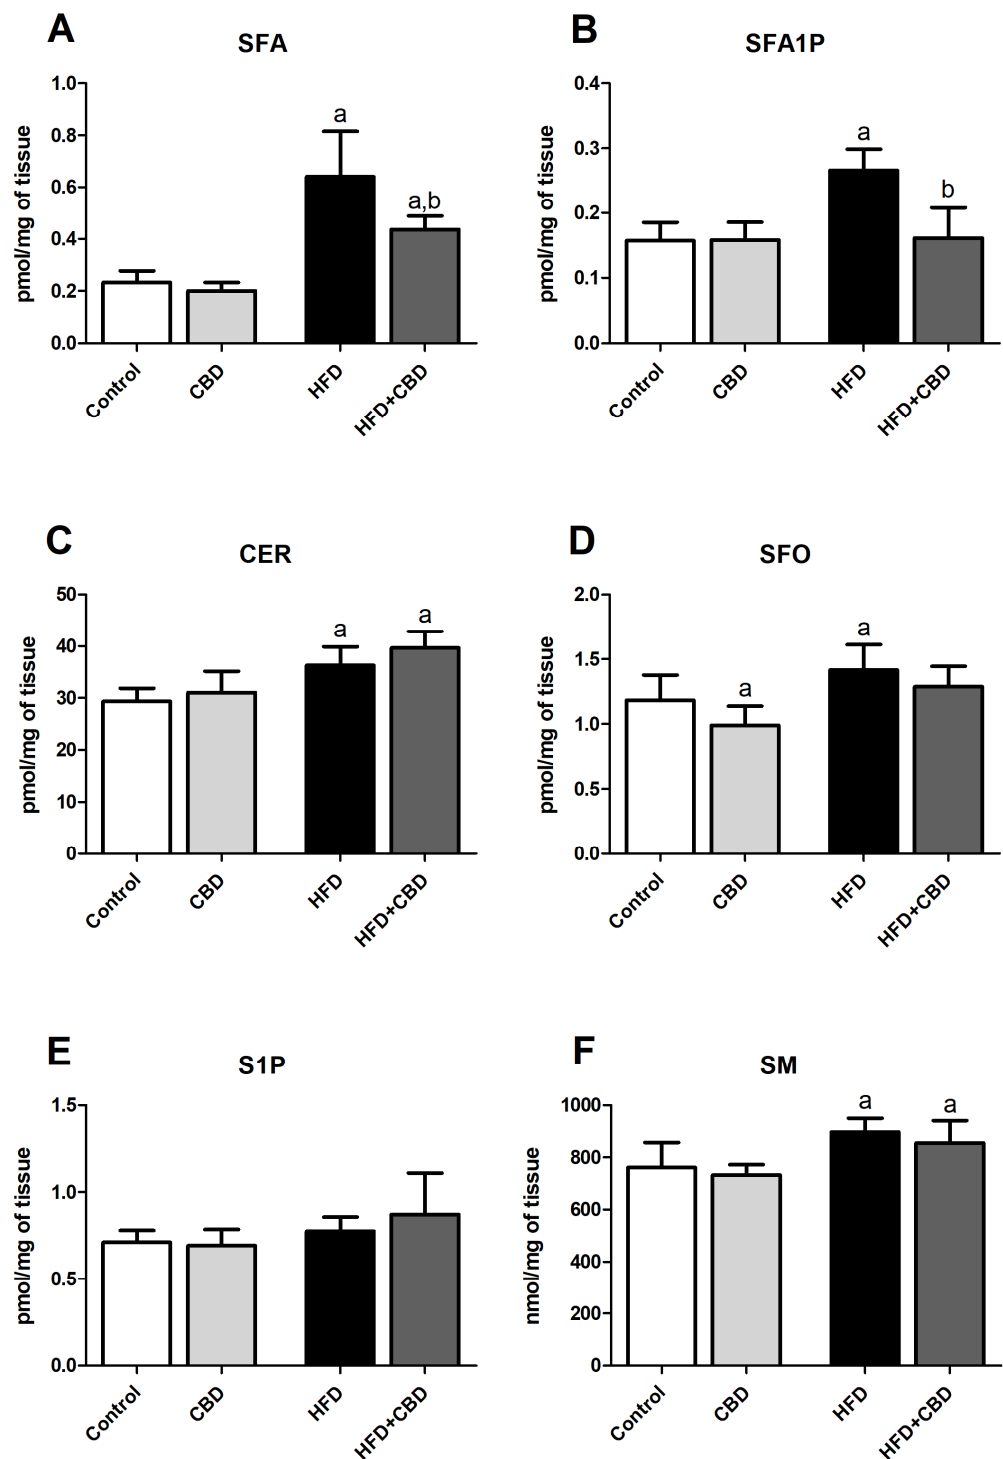 A
SFA
pmol/mg of tissue
1.0
0.8
0.6
0.4
0.2
0.0
a
a,b
Control
CBD
HFD
HFD+CBD
B
SFA1P
pmol/mg of tissue
0.4
0.3
0.2
0.1
0.0
a
b
Control
CBD
HFD
HFD+CBD
C
CER
pmol/mg of tissue
50
40
30
20
10
0
a
a
Control
CBD
HFD
HFD+CBD
D
SFO
pmol/mg of tissue
2.0
1.5
1.0
0.5
0.0
a
a
Control
CBD
HFD
HFD+CBD
E
S1P
pmol/mg of tissue
1.5
1.0
0.5
0.0
Control
CBD
HFD
HFD+CBD
F
SM
nmol/mg of tissue
1000
800
600
400
200
0
a
a
Control
CBD
HFD
HFD+CBD